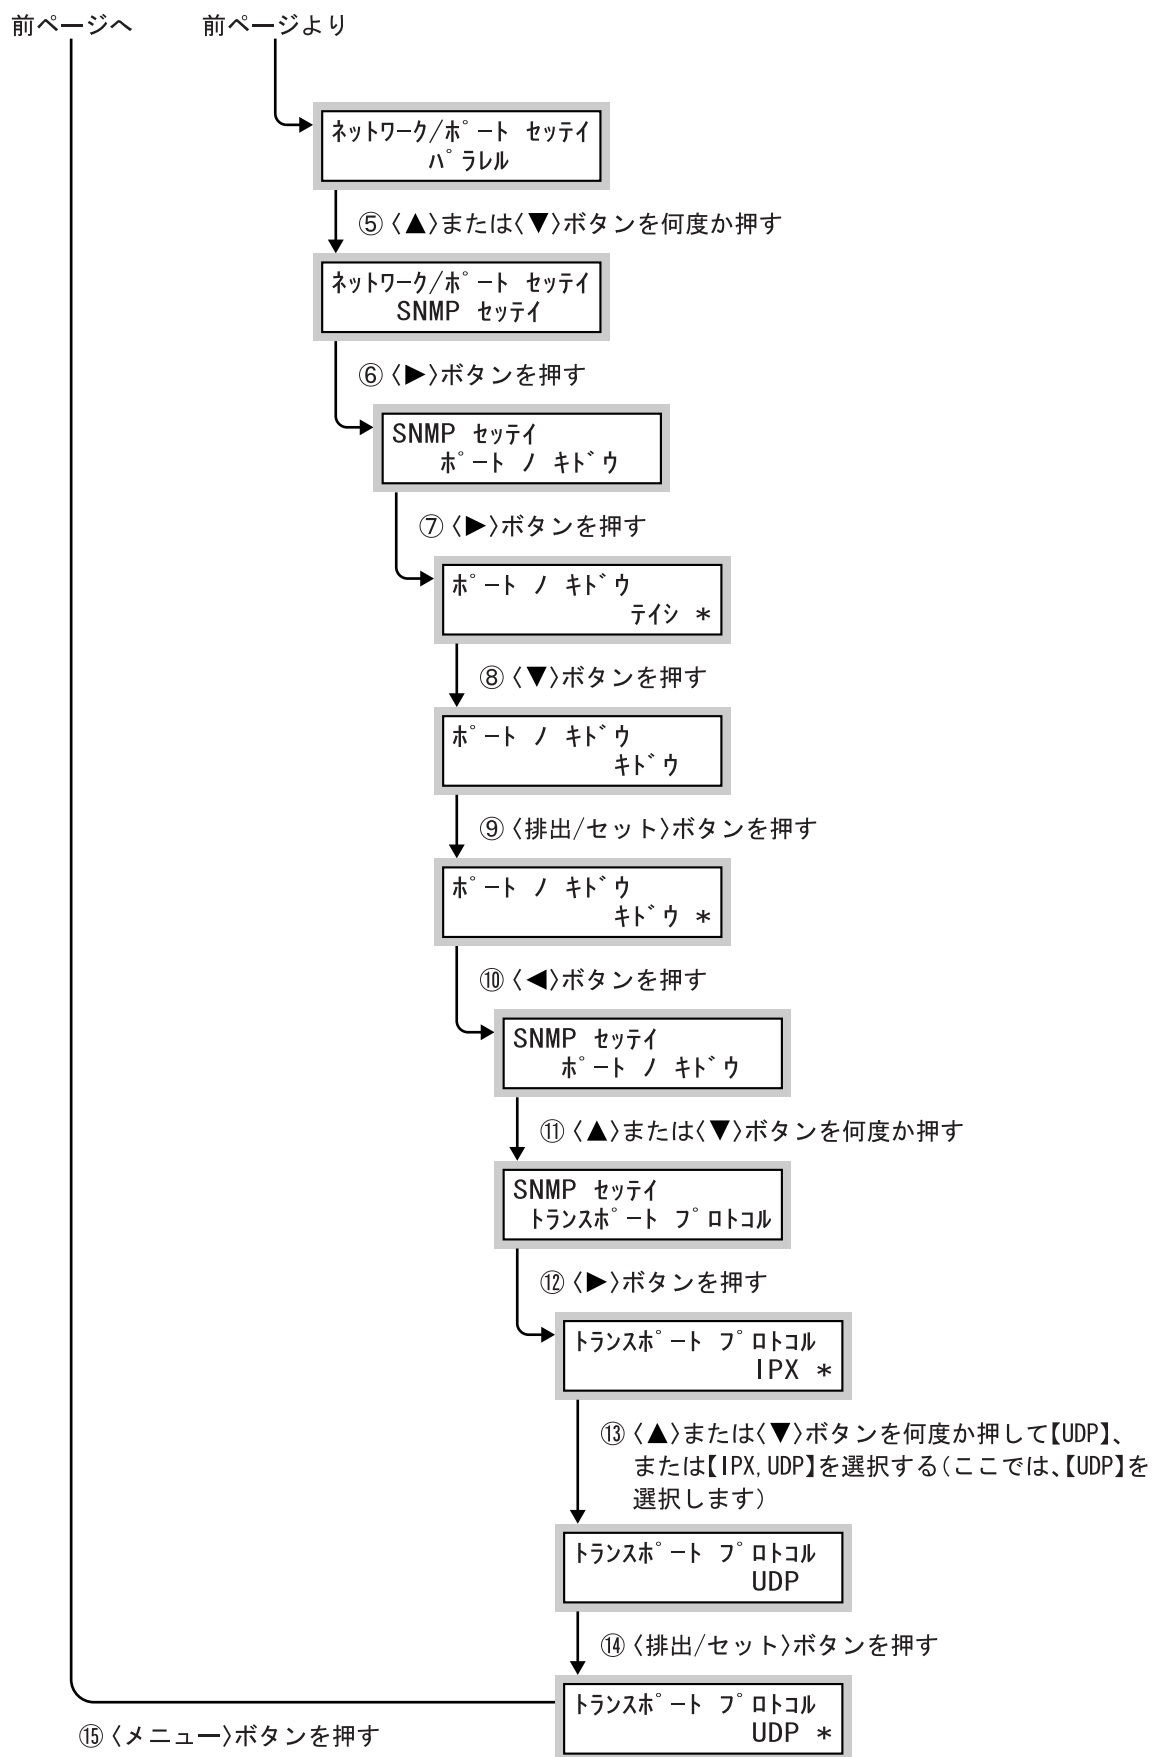 前ページへ
前ページより
ネットワーク/ポート セッテイ
パラレル
⑤〈▲〉または〈▼〉ボタンを何度か押す
ネットワーク/ポート セッテイ
SNMP セッテイ
⑥〈▶〉ボタンを押す
SNMP セッテイ
ポート ノ キドウ
⑦〈▶〉ボタンを押す
ポート ノ キドウ
テイシ *
⑧〈▼〉ボタンを押す
ポート ノ キドウ
キドウ
⑨〈排出/セット〉ボタンを押す
ポート ノ キドウ
キドウ *
⑩〈◀〉ボタンを押す
SNMP セッテイ
ポート ノ キドウ
⑪〈▲〉または〈▼〉ボタンを何度か押す
SNMP セッテイ
トランスポート プロトコル
⑫〈▶〉ボタンを押す
トランスポート プロトコル
IPX *
⑬〈▲〉または〈▼〉ボタンを何度か押して【UDP】、
または【IPX,UDP】を選択する(ここでは、【UDP】を
選択します)
トランスポート プロトコル
UDP
⑭〈排出/セット〉ボタンを押す
トランスポート プロトコル
UDP *
⑮〈メニュー〉ボタンを押す